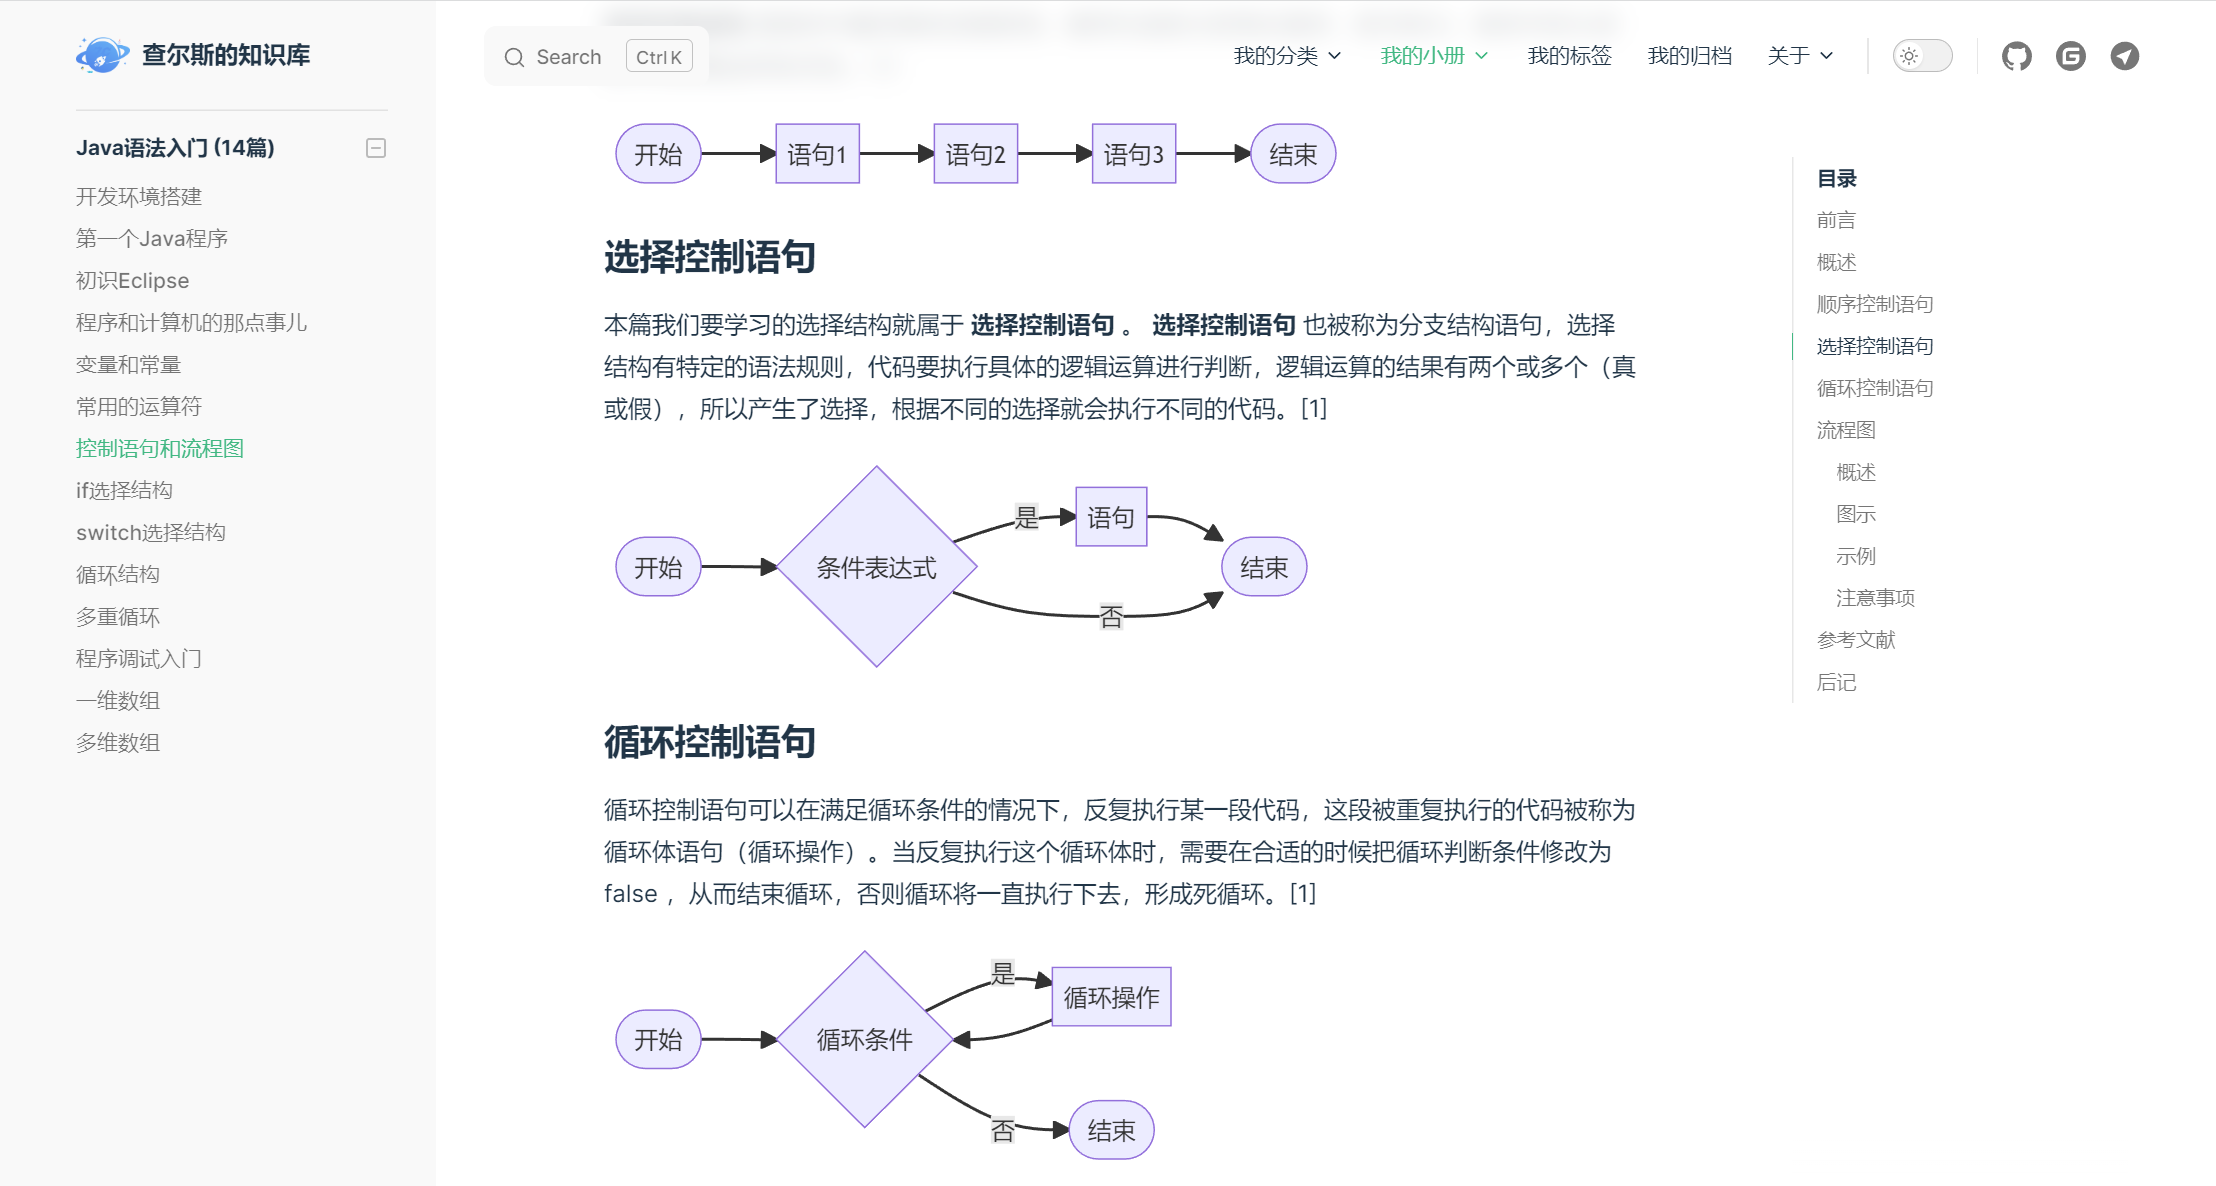 查尔斯的知识库
Search Ctrl K
我的分类 我的小册 我的标签 我的归档 关于
Java语法入门 (14篇)
开发环境搭建
第一个Java程序
初识Eclipse
程序和计算机的那点事儿
变量和常量
常用的运算符
控制语句和流程图
if选择结构
switch选择结构
循环结构
多重循环
程序调试入门
一维数组
多维数组
开始 语句1 语句2 语句3 结束
选择控制语句
本篇我们要学习的选择结构就属于 选择控制语句 。 选择控制语句 也被称为分支结构语句，选择
结构有特定的语法规则，代码要执行具体的逻辑运算进行判断，逻辑运算的结果有两个或多个（真
或假），所以产生了选择，根据不同的选择就会执行不同的代码。[1]
开始
条件表达式
是
语句
否
结束
循环控制语句
循环控制语句可以在满足循环条件的情况下，反复执行某一段代码，这段被重复执行的代码被称为
循环体语句（循环操作）。当反复执行这个循环体时，需要在合适的时候把循环判断条件修改为
false ，从而结束循环，否则循环将一直执行下去，形成死循环。[1]
开始
循环条件
是
循环操作
否
结束
目录
前言
概述
顺序控制语句
选择控制语句
循环控制语句
流程图
概述
图示
示例
注意事项
参考文献
后记